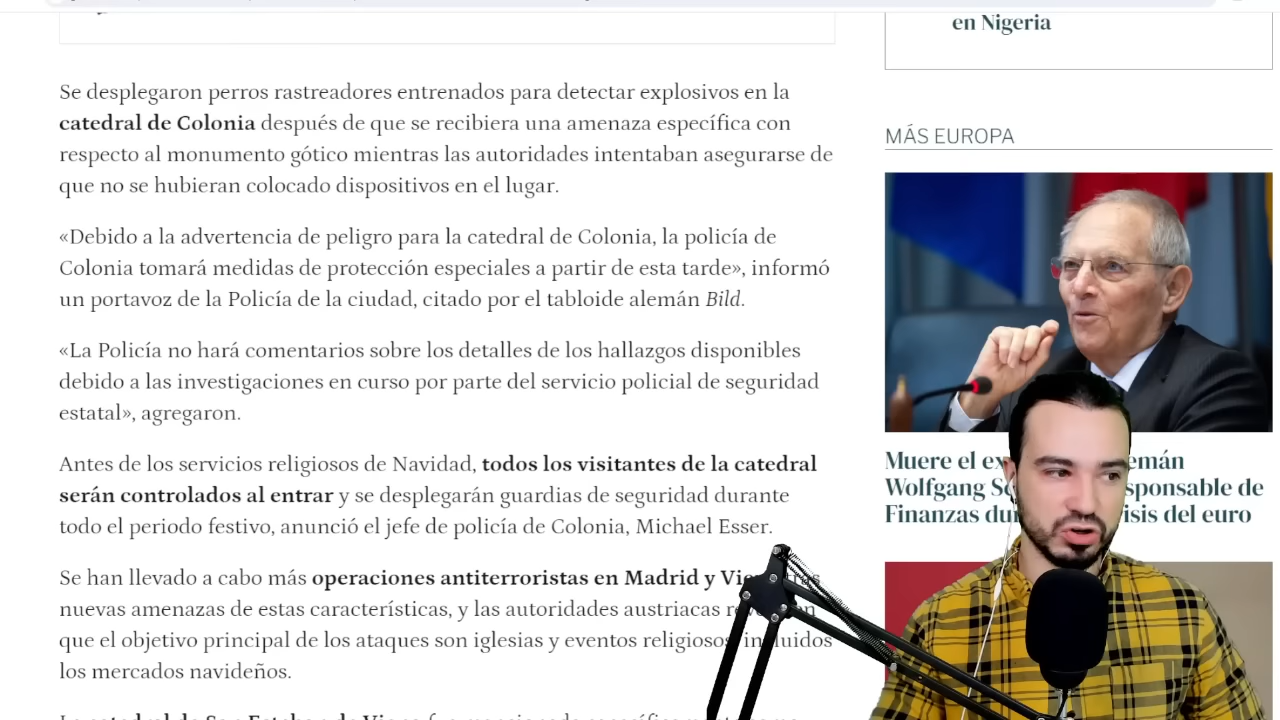 en Nigeria
Se desplegaron perros rastreadores entrenados para detectar explosivos en la
catedral de Colonia después de que se recibiera una amenaza específica con
respecto al monumento gótico mientras las autoridades intentaban asegurarse de
que no se hubieran colocado dispositivos en el lugar.
«Debido a la advertencia de peligro para la catedral de Colonia, la policía de
Colonia tomará medidas de protección especiales a partir de esta tarde», informó
un portavoz de la Policía de la ciudad, citado por el tabloide alemán Bild.
«La Policía no hará comentarios sobre los detalles de los hallazgos disponibles
debido a las investigaciones en curso por parte del servicio policial de seguridad
estatal», agregaron.
Antes de los servicios religiosos de Navidad, todos los visitantes de la catedral
serán controlados al entrar y se desplegarán guardias de seguridad durante
todo el periodo festivo, anunció el jefe de policía de Colonia, Michael Esser.
Se han llevado a cabo más operaciones antiterroristas en Madrid y
nuevas amenazas de estas características, y las autoridades austriacas
que el objetivo principal de los ataques son iglesias y eventos religiosos, incluidos
los mercados navideños.
MÁS EUROPA
Muere el
Wolfgang
Finanzas del euro